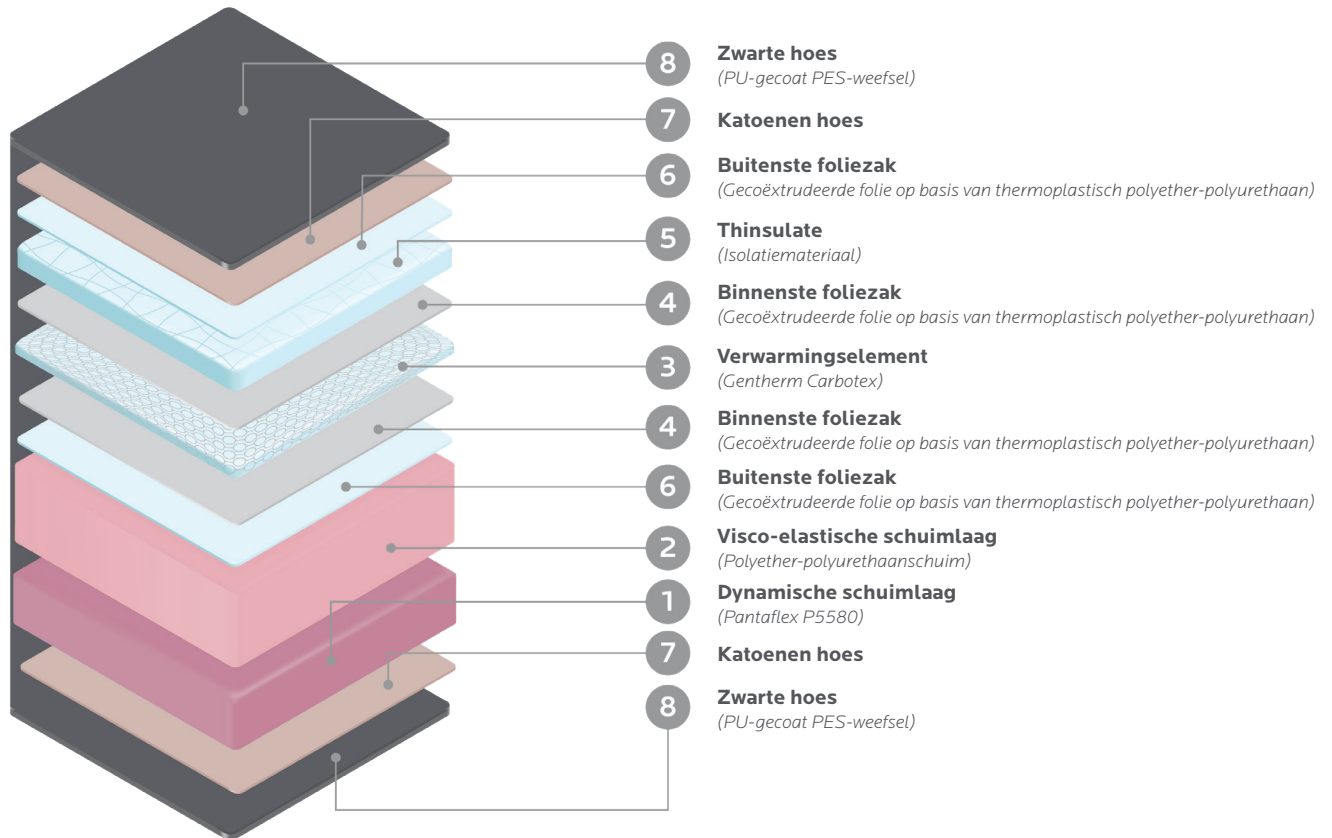 8
Zwarte hoes
(PU-gecoat PES-weefsel)
7
Katoenen hoes
6
Buitenste foliezak
(Gecoëxtrudeerde folie op basis van thermoplastisch polyether-polyurethaan)
5
Thinsulate
(Isolatiemateriaal)
4
Binnenste foliezak
(Gecoëxtrudeerde folie op basis van thermoplastisch polyether-polyurethaan)
3
Verwarmingselement
(Gentherm Carbotex)
4
Binnenste foliezak
(Gecoëxtrudeerde folie op basis van thermoplastisch polyether-polyurethaan)
6
Buitenste foliezak
(Gecoëxtrudeerde folie op basis van thermoplastisch polyether-polyurethaan)
2
Visco-elastische schuimlaag
(Polyether-polyurethaanschuim)
1
Dynamische schuimlaag
(Pantaflex P5580)
7
Katoenen hoes
8
Zwarte hoes
(PU-gecoat PES-weefsel)